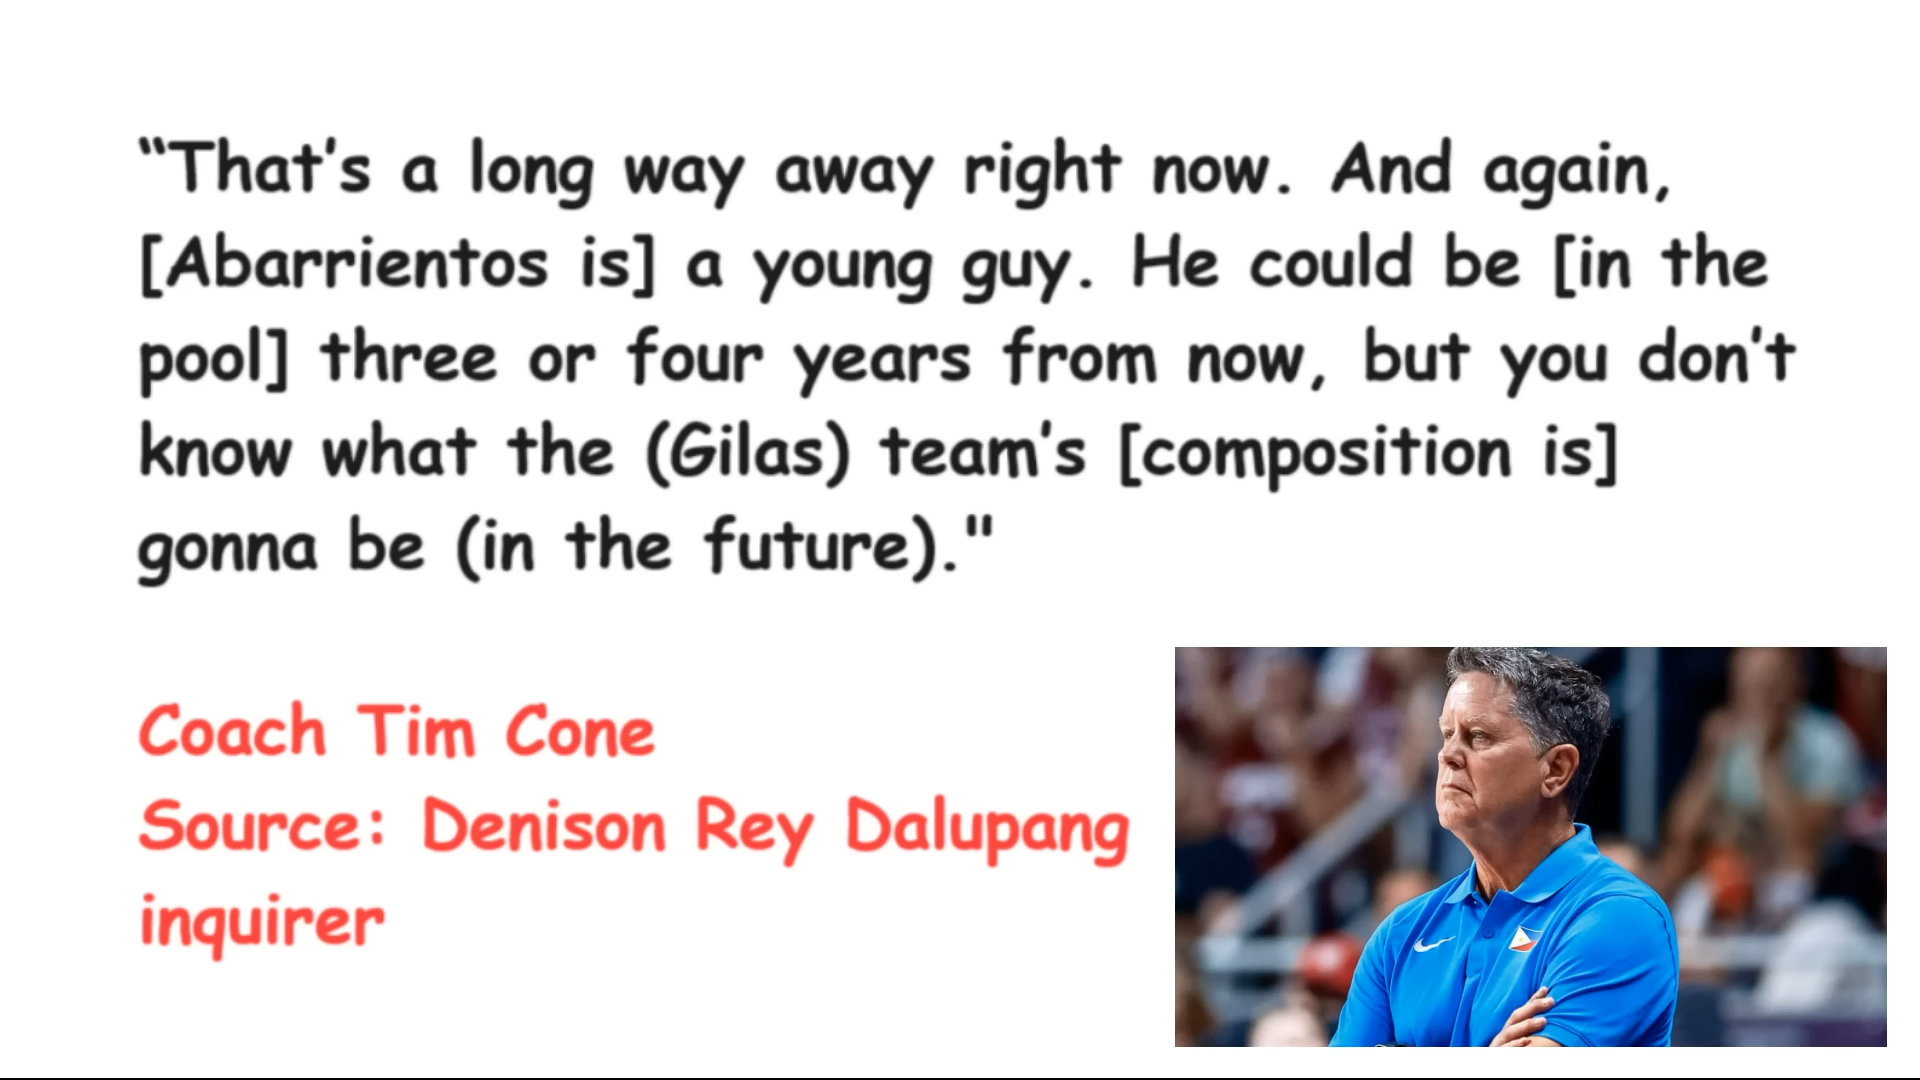 “That’s a long way away right now. And again,
[Abarrientos is] a young guy. He could be [in the
pool] three or four years from now, but you don’t
know what the (Gilas) team’s [composition is]
gonna be (in the future)."
Coach Tim Cone
Source: Denison Rey Dalupang
inquirer